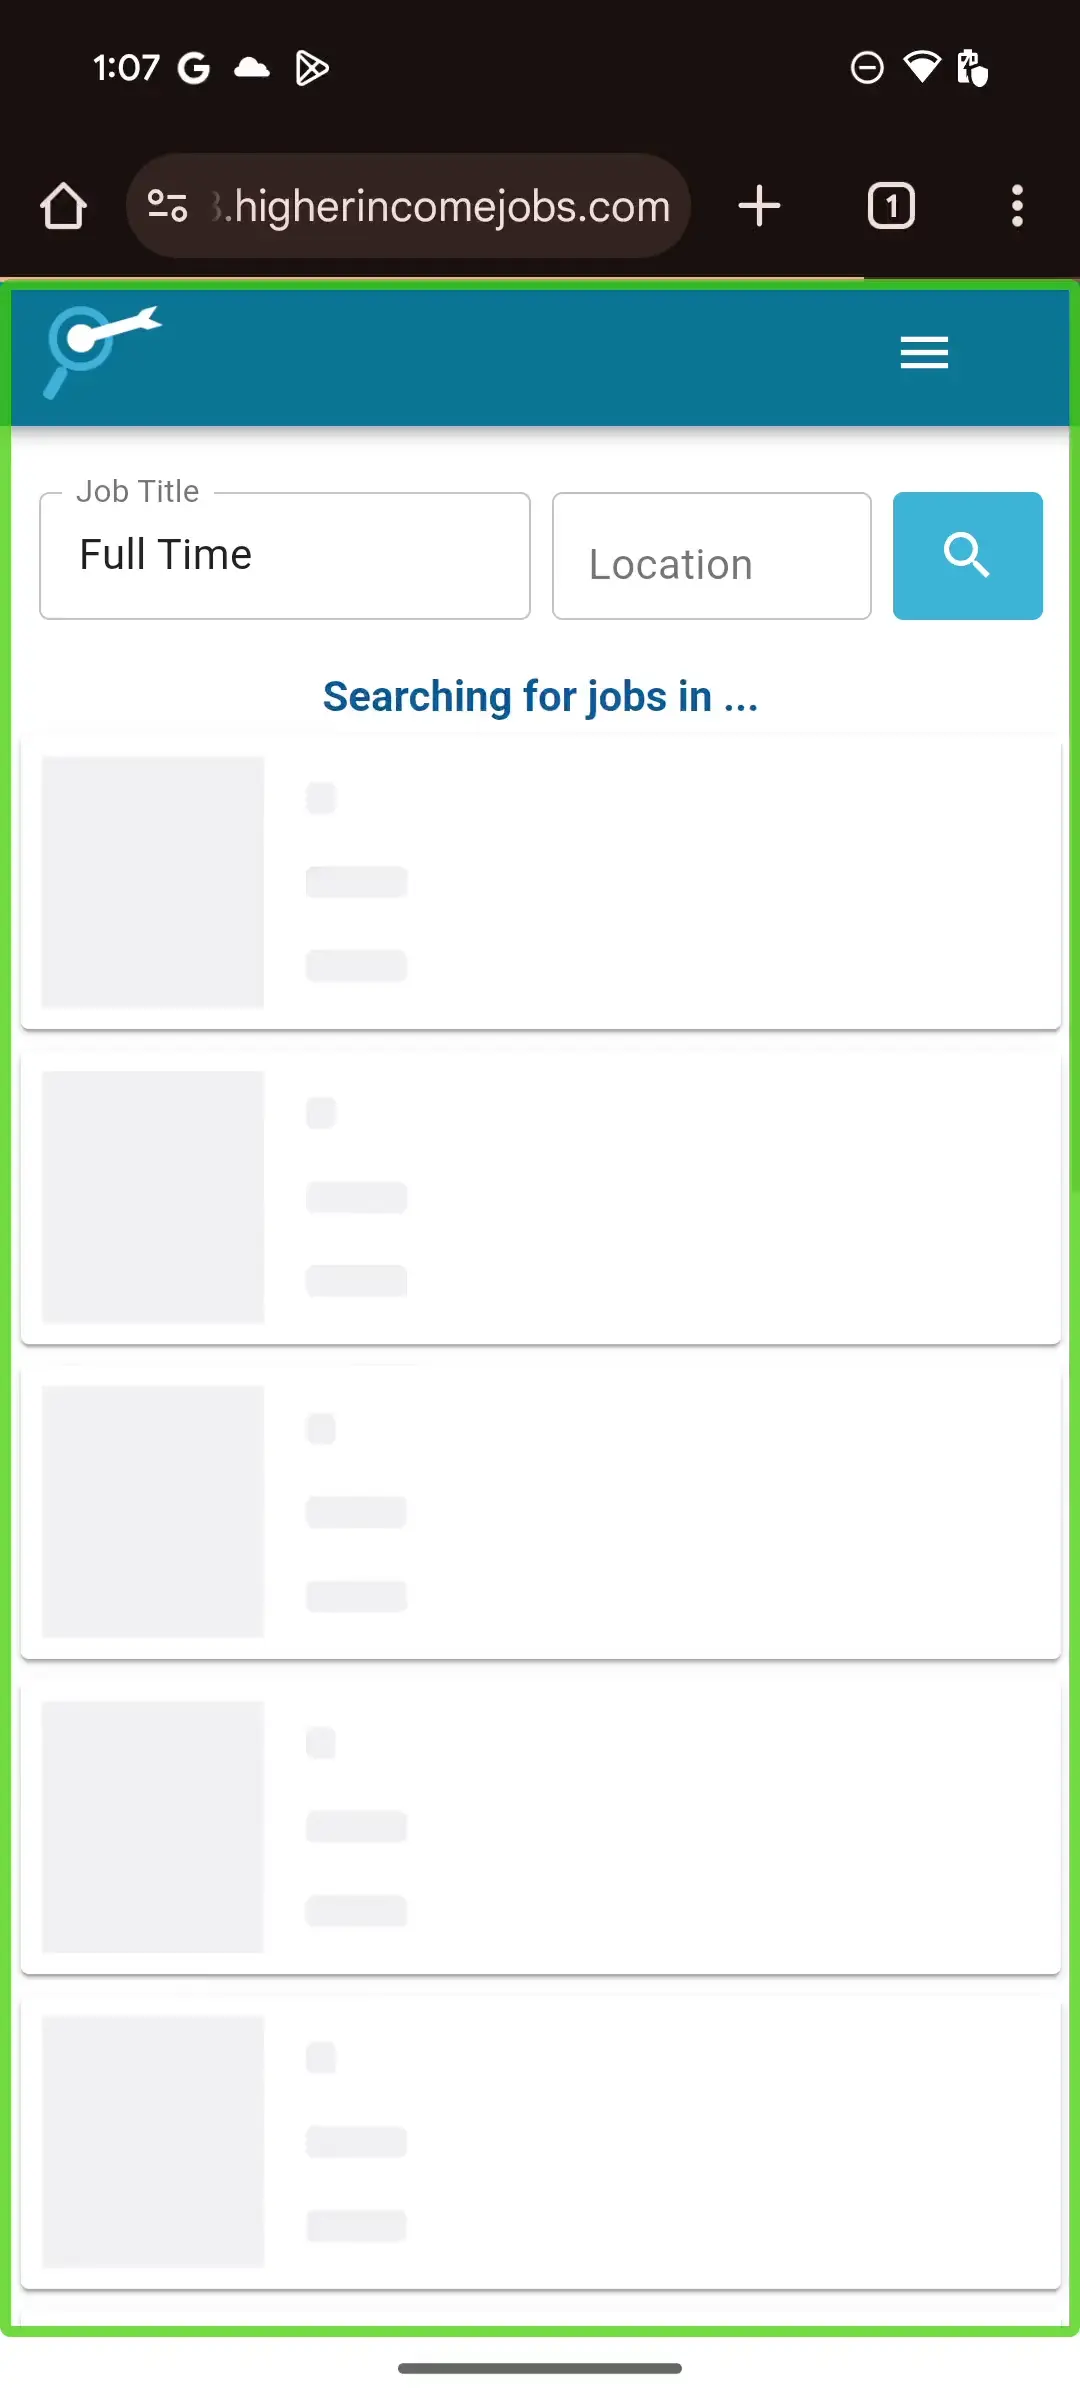 1:07
.higherincomejobs.com
1
Job Title
Full Time
Location
Searching for jobs in ...